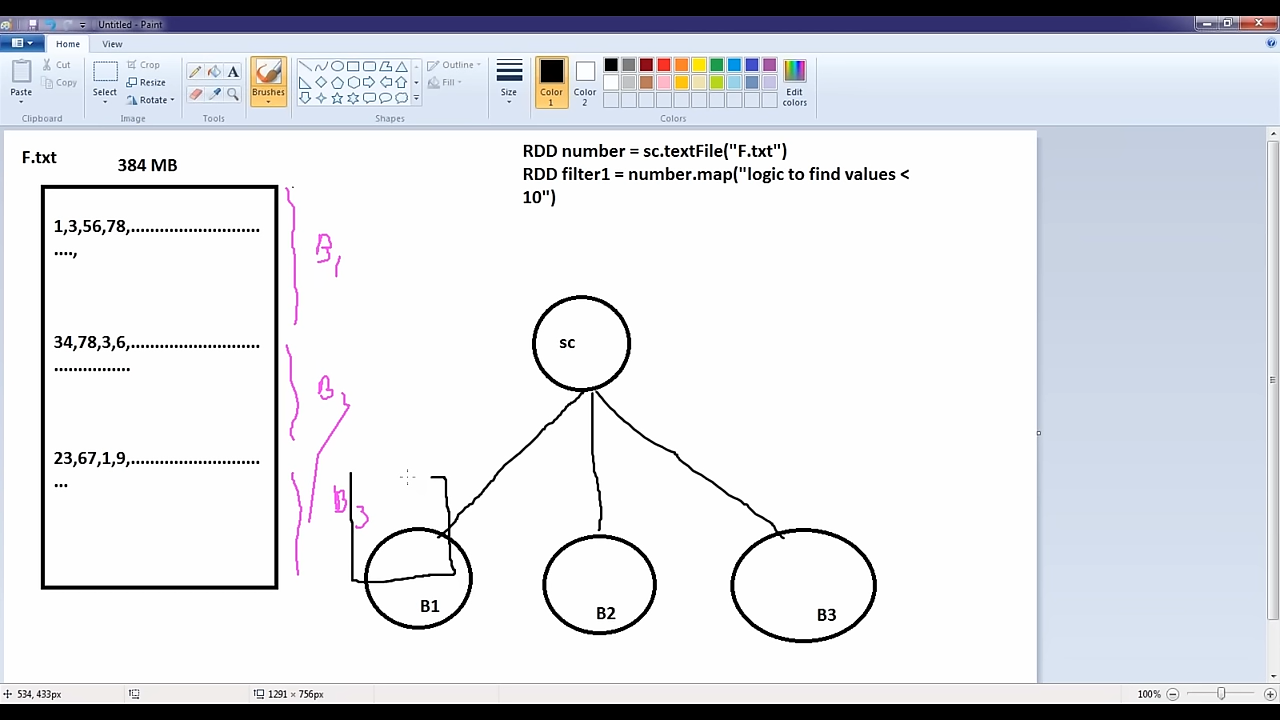 Untitled - Paint
Home View
Paste
Cut
Copy
Clipboard
Select
Crop
Resize
Rotate
Image
Tools
Brushes
Shapes
Outline
Fill
Size
Color 1
Color 2
Edit colors
Colors
F.txt
384 MB
1,3,56,78,............................
....,
34,78,3,6,............................
................
23,67,1,9,............................
...
B1
B2
B3
RDD number = sc.textFile("F.txt")
RDD filter1 = number.map("logic to find values <
10")
sc
B1
B2
B3
534, 433px
1291 × 756px
100%